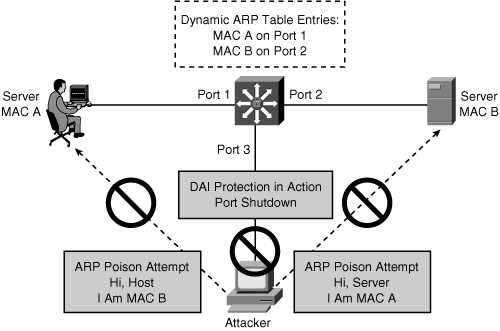 Dynamic ARP Table Entries:
MAC A on Port 1
MAC B on Port 2
Server
MAC A
Port 1
Port 2
Server
MAC B
Port 3
DAI Protection in Action
Port Shutdown
ARP Poison Attempt
Hi, Host
I Am MAC B
ARP Poison Attempt
Hi, Server
I Am MAC A
Attacker